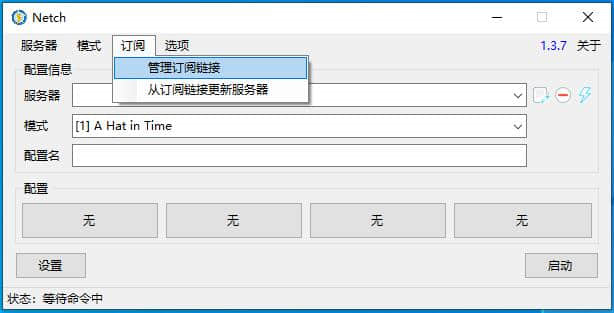 Netch
服务器 模式 订阅 选项 1.3.7 关于
管理订阅链接
从订阅链接更新服务器
配置信息
服务器
模式 [1] A Hat in Time
配置名
配置
无 无 无 无
设置 启动
状态：等待命令中